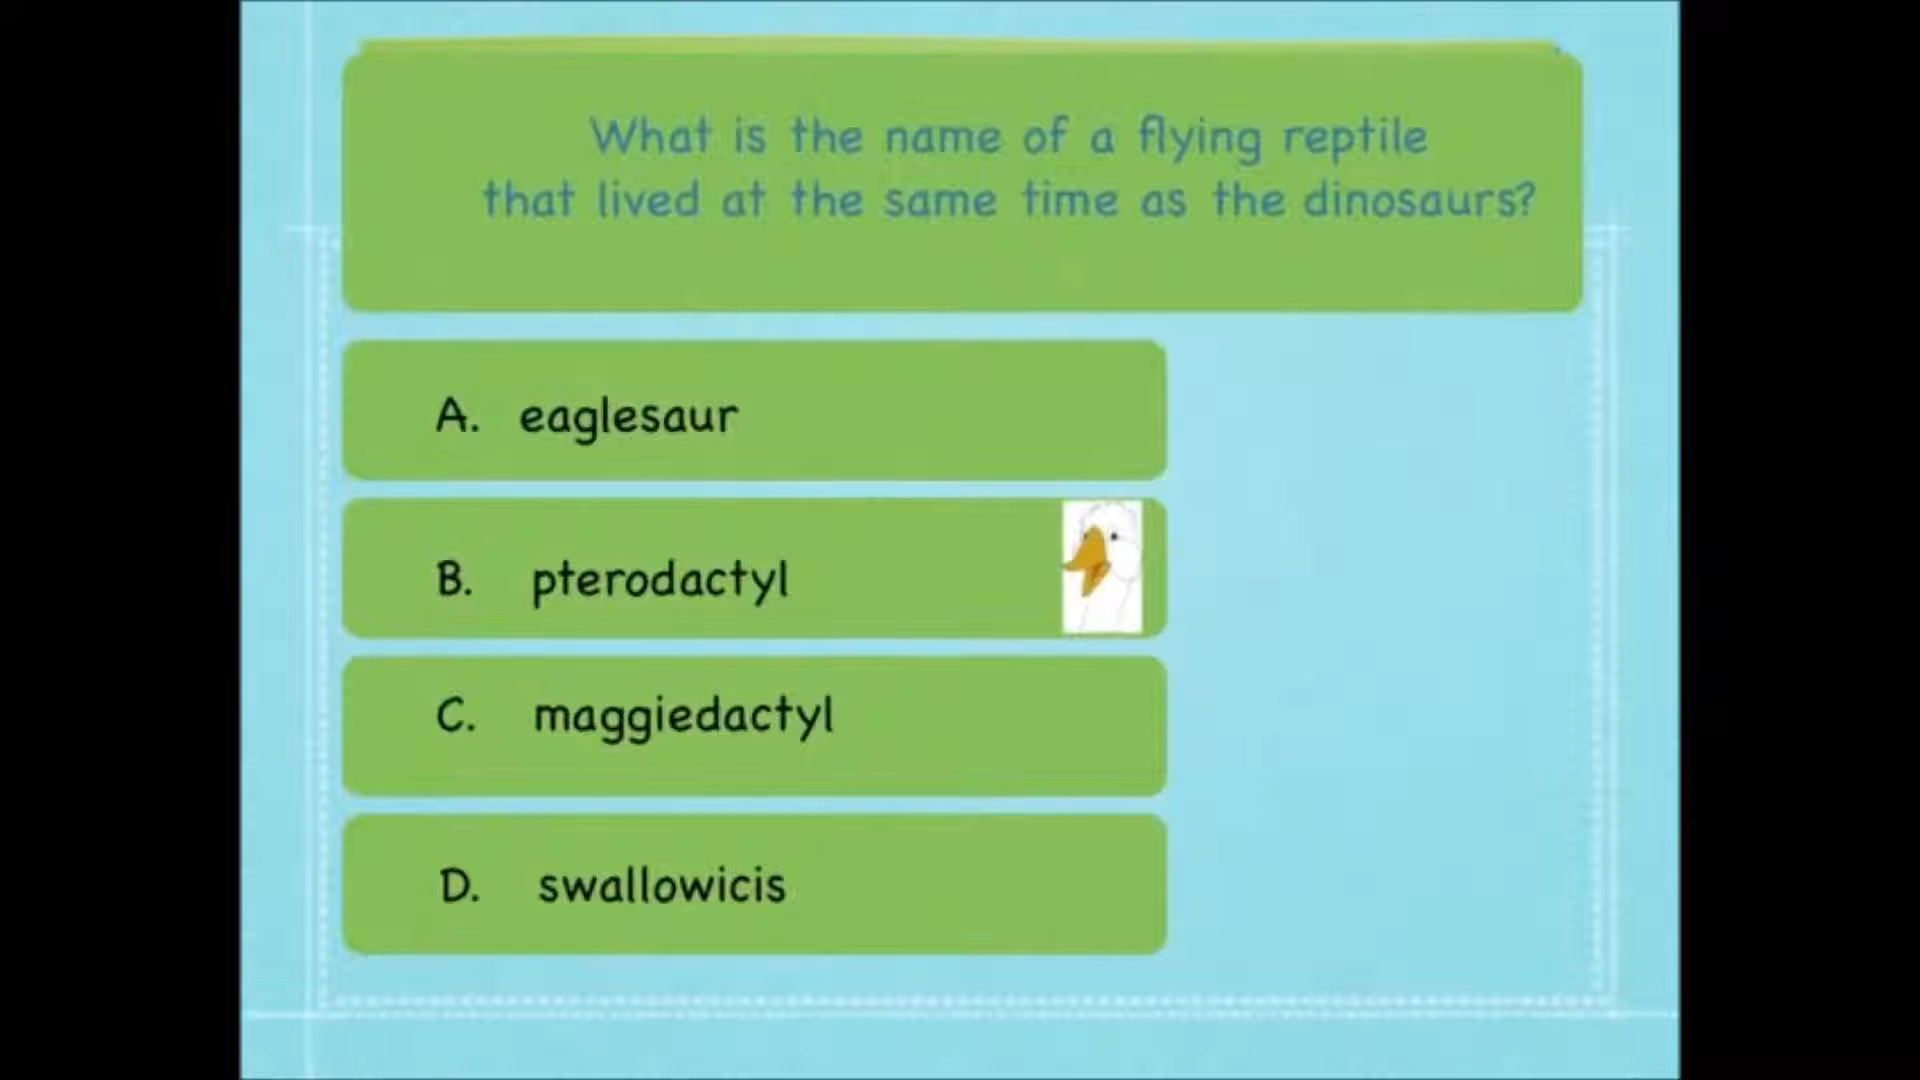 What is the name of a flying reptile
that lived at the same time as the dinosaurs?
A. eaglesaur
B. pterodactyl
C. maggiedactyl
D. swallowicis